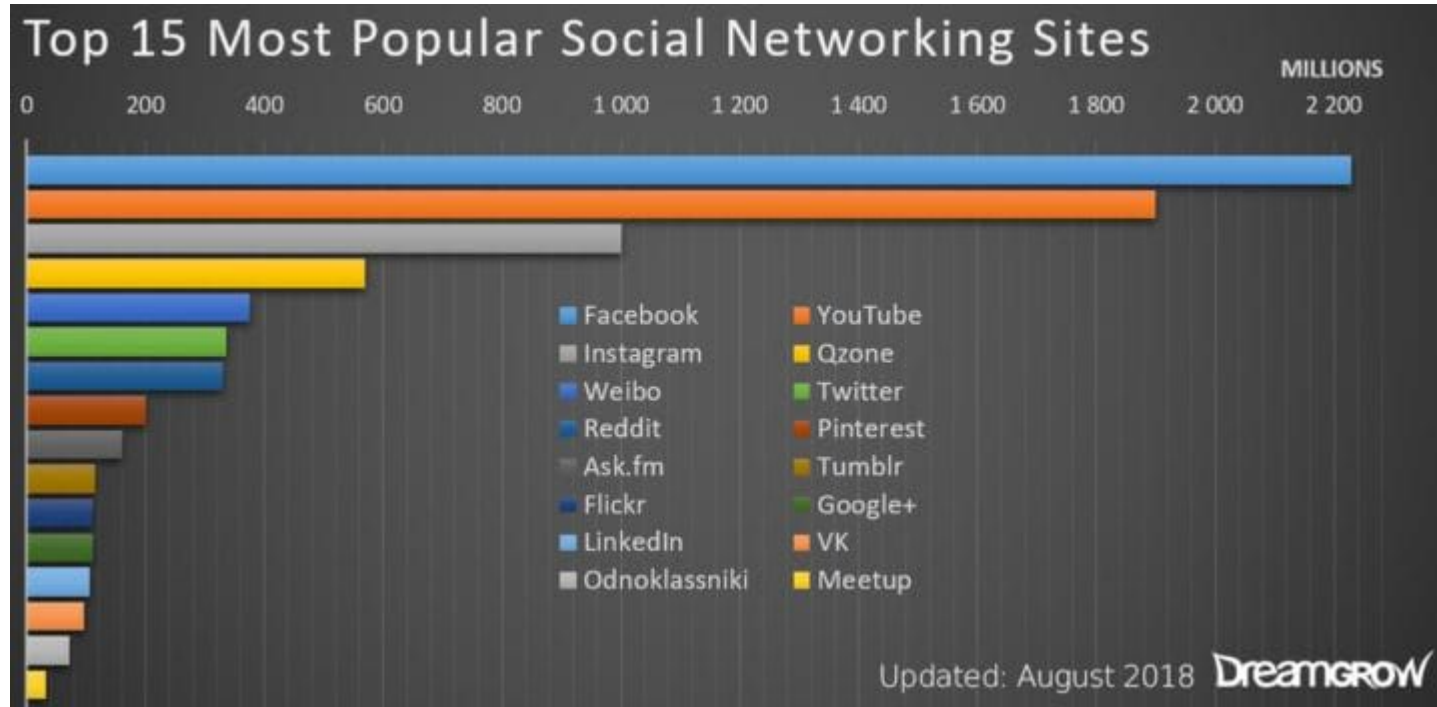 Top 15 Most Popular Social Networking Sites
MILLIONS
0 200 400 600 800 1 000 1 200 1 400 1 600 1 800 2 000 2 200
Facebook YouTube
Instagram Qzone
Weibo Twitter
Reddit Pinterest
Ask.fm Tumblr
Flickr Google+
LinkedIn VK
Odnoklassniki Meetup
Updated: August 2018 DreamGROW